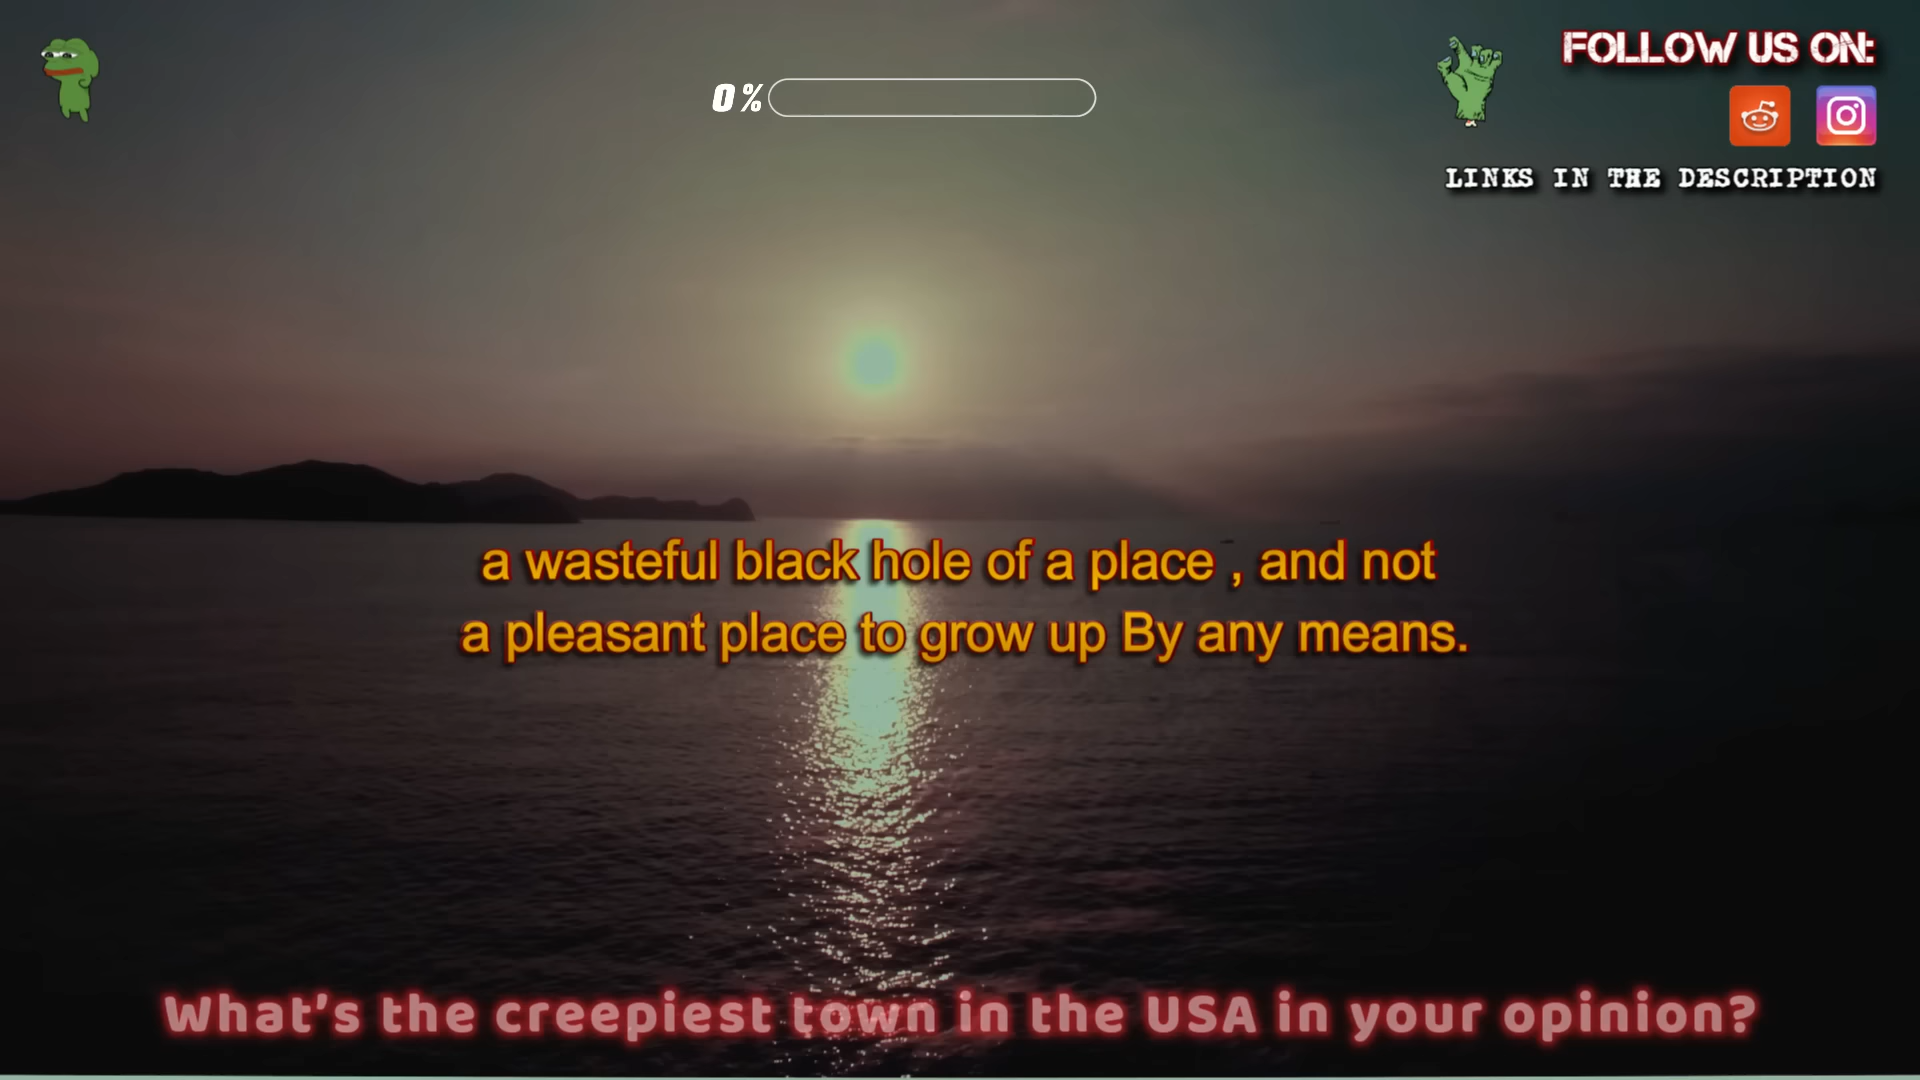 FOLLOW US ON:
0%
LINKS IN THE DESCRIPTION
a wasteful black hole of a place , and not
a pleasant place to grow up By any means.
What's the creepiest town in the USA in your opinion?